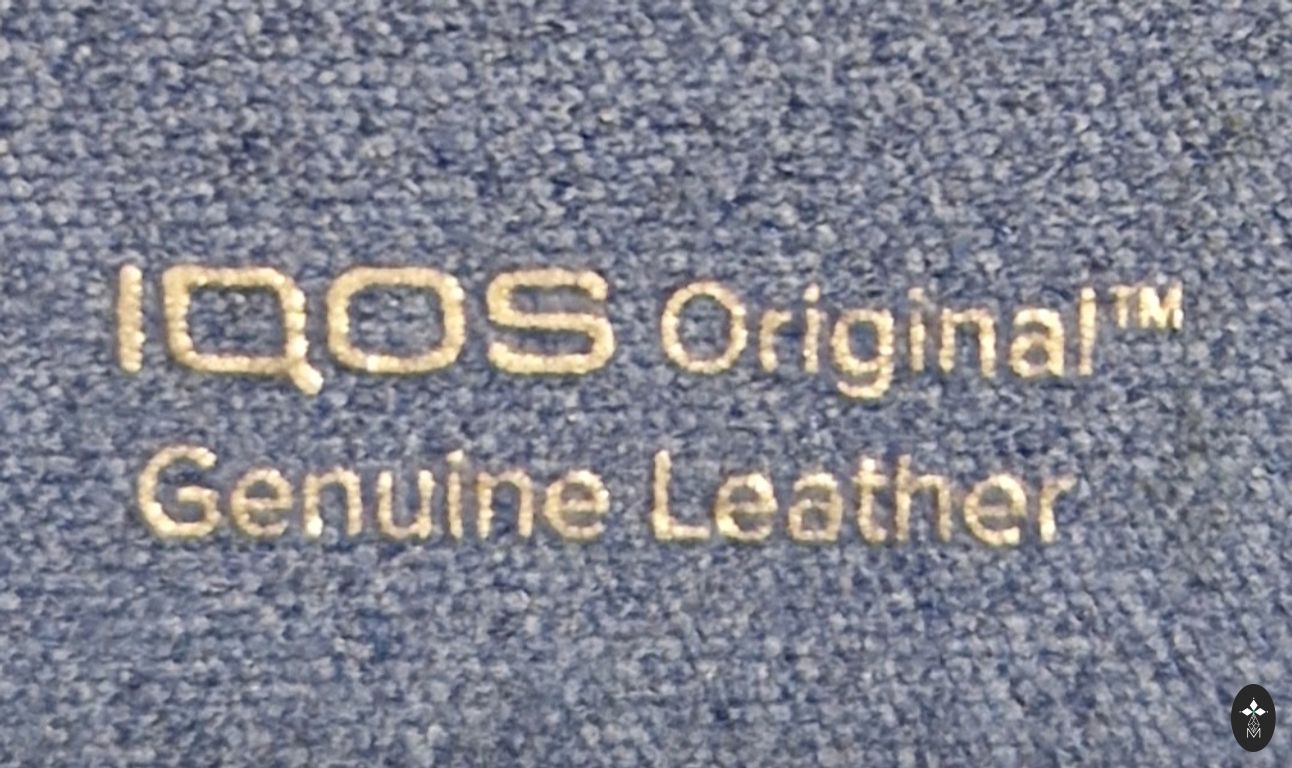 IQOS Original™
Genuine Leather
M